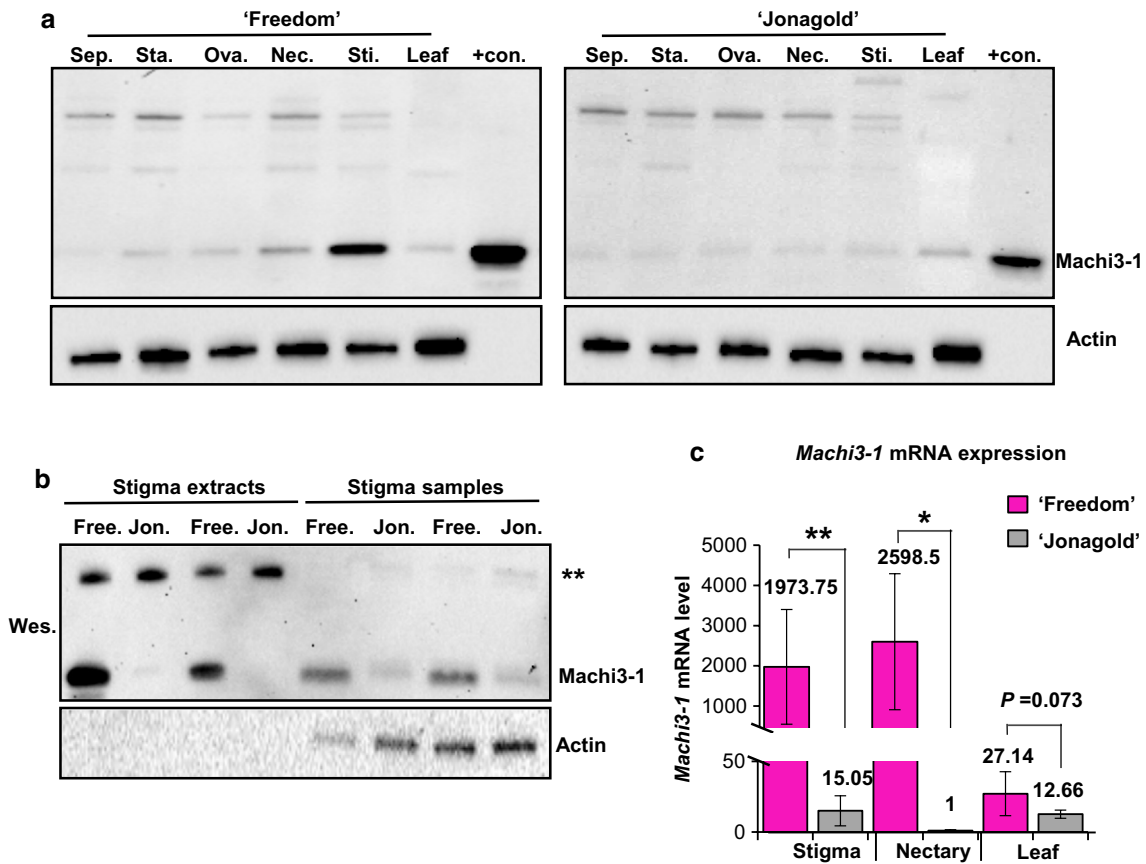 a
‘Freedom’
‘Jonagold’
Sep. Sta. Ova. Nec. Sti. Leaf +con.
Sep. Sta. Ova. Nec. Sti. Leaf +con.
Machi3-1
Actin
b
Stigma extracts
Stigma samples
Free. Jon. Free. Jon. Free. Jon. Free. Jon.
**
Wes.
Machi3-1
Actin
c
Machi3-1 mRNA expression
‘Freedom’
‘Jonagold’
Machi3-1 mRNA level
5000
4000
3000
2000
1000
50
0
**
1973.75
15.05
*
2598.5
1
P =0.073
27.14
12.66
Stigma Nectary Leaf